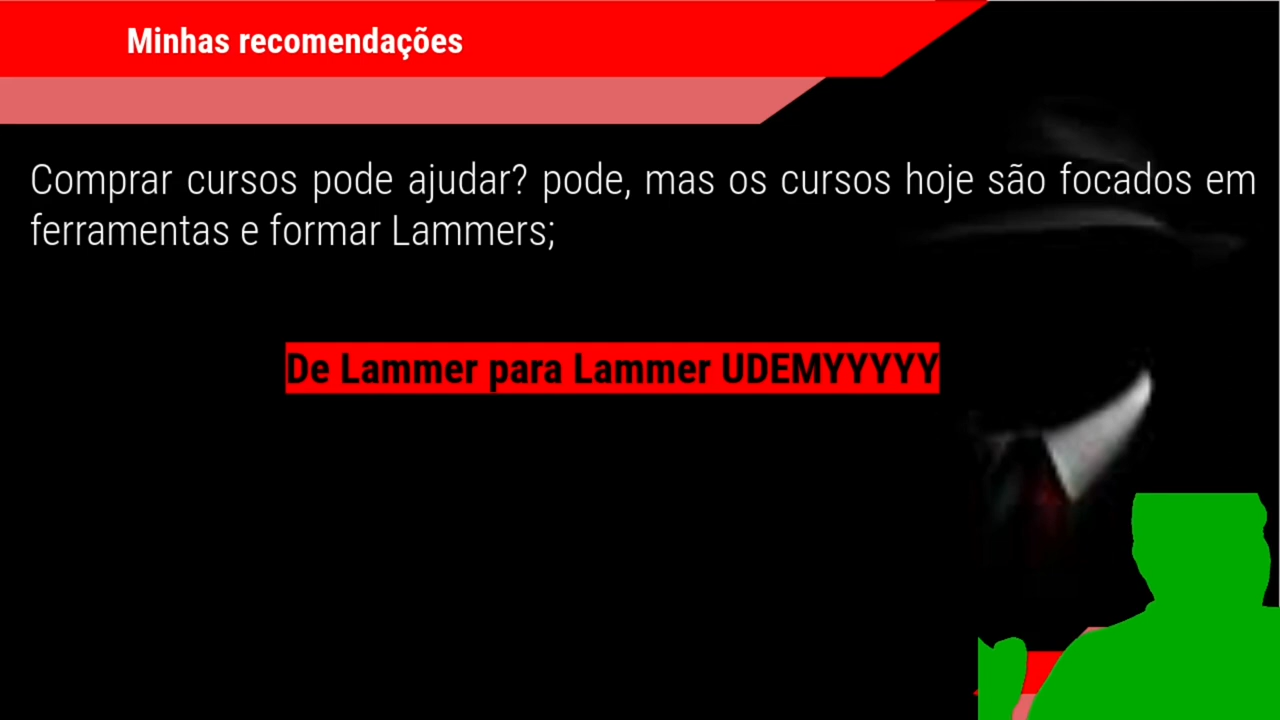 Minhas recomendações
Comprar cursos pode ajudar? pode, mas os cursos hoje são focados em
ferramentas e formar Lammers;
De Lammer para Lammer UDEMYYYYY